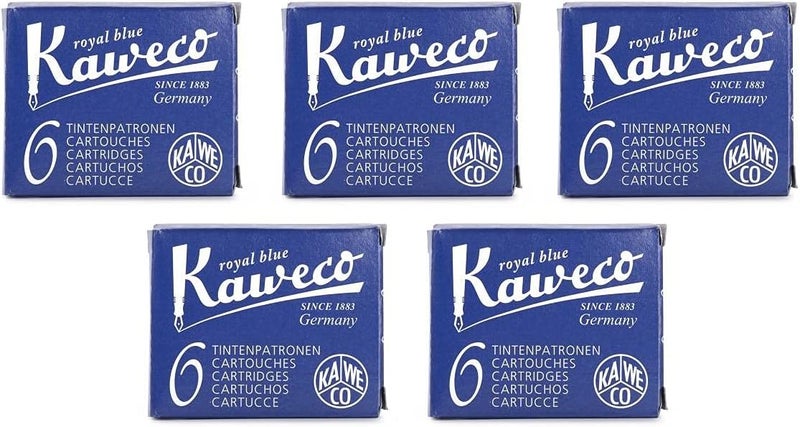 royal blue
Kaweco
SINCE 1883
Germany
6
TINTENPATRONEN
CARTOUCHES
CARTRIDGES
CARTUCHOS
CARTUCCE
KA WE
CO
royal blue
Kaweco
SINCE 1883
Germany
6
TINTENPATRONEN
CARTOUCHES
CARTRIDGES
CARTUCHOS
CARTUCCE
KA WE
CO
royal blue
Kaweco
SINCE 1883
Germany
6
TINTENPATRONEN
CARTOUCHES
CARTRIDGES
CARTUCHOS
CARTUCCE
KA WE
CO
royal blue
Kaweco
SINCE 1883
Germany
6
TINTENPATRONEN
CARTOUCHES
CARTRIDGES
CARTUCHOS
CARTUCCE
KA WE
CO
royal blue
Kaweco
SINCE 1883
Germany
6
TINTENPATRONEN
CARTOUCHES
CARTRIDGES
CARTUCHOS
CARTUCCE
KA WE
CO